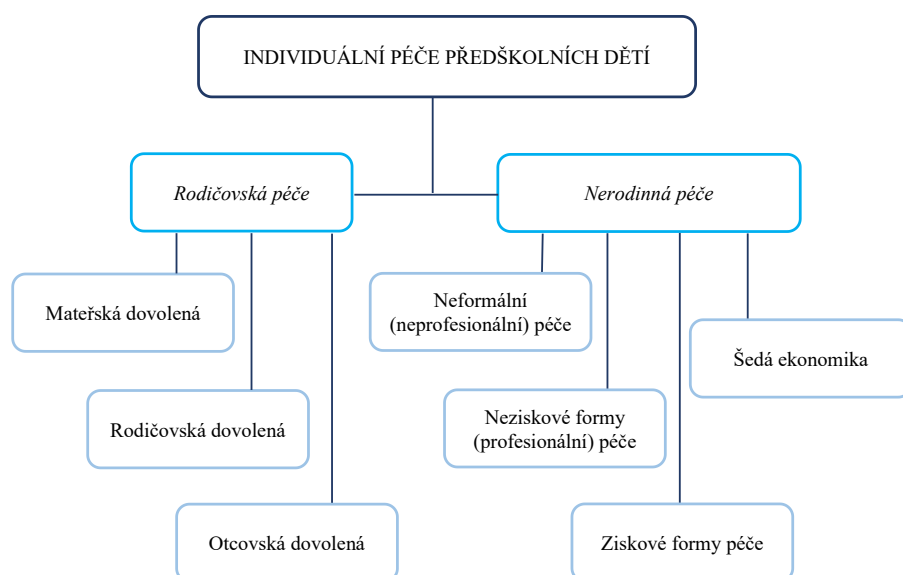 INDIVIDUÁLNÍ PÉČE PŘEDŠKOLNÍCH DĚTÍ
Rodičovská péče
Nerodinná péče
Mateřská dovolená
Neformální
(neprofesionální) péče
Šedá ekonomika
Rodičovská dovolená
Neziskové formy
(profesionální) péče
Otcovská dovolená
Ziskové formy péče